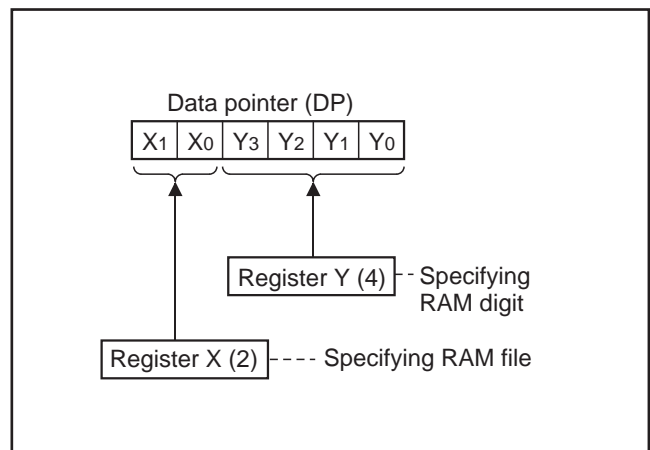 Data pointer (DP)
X1 X0 Y3 Y2 Y1 Y0
Register Y (4) Specifying
RAM digit
Register X (2) Specifying RAM file